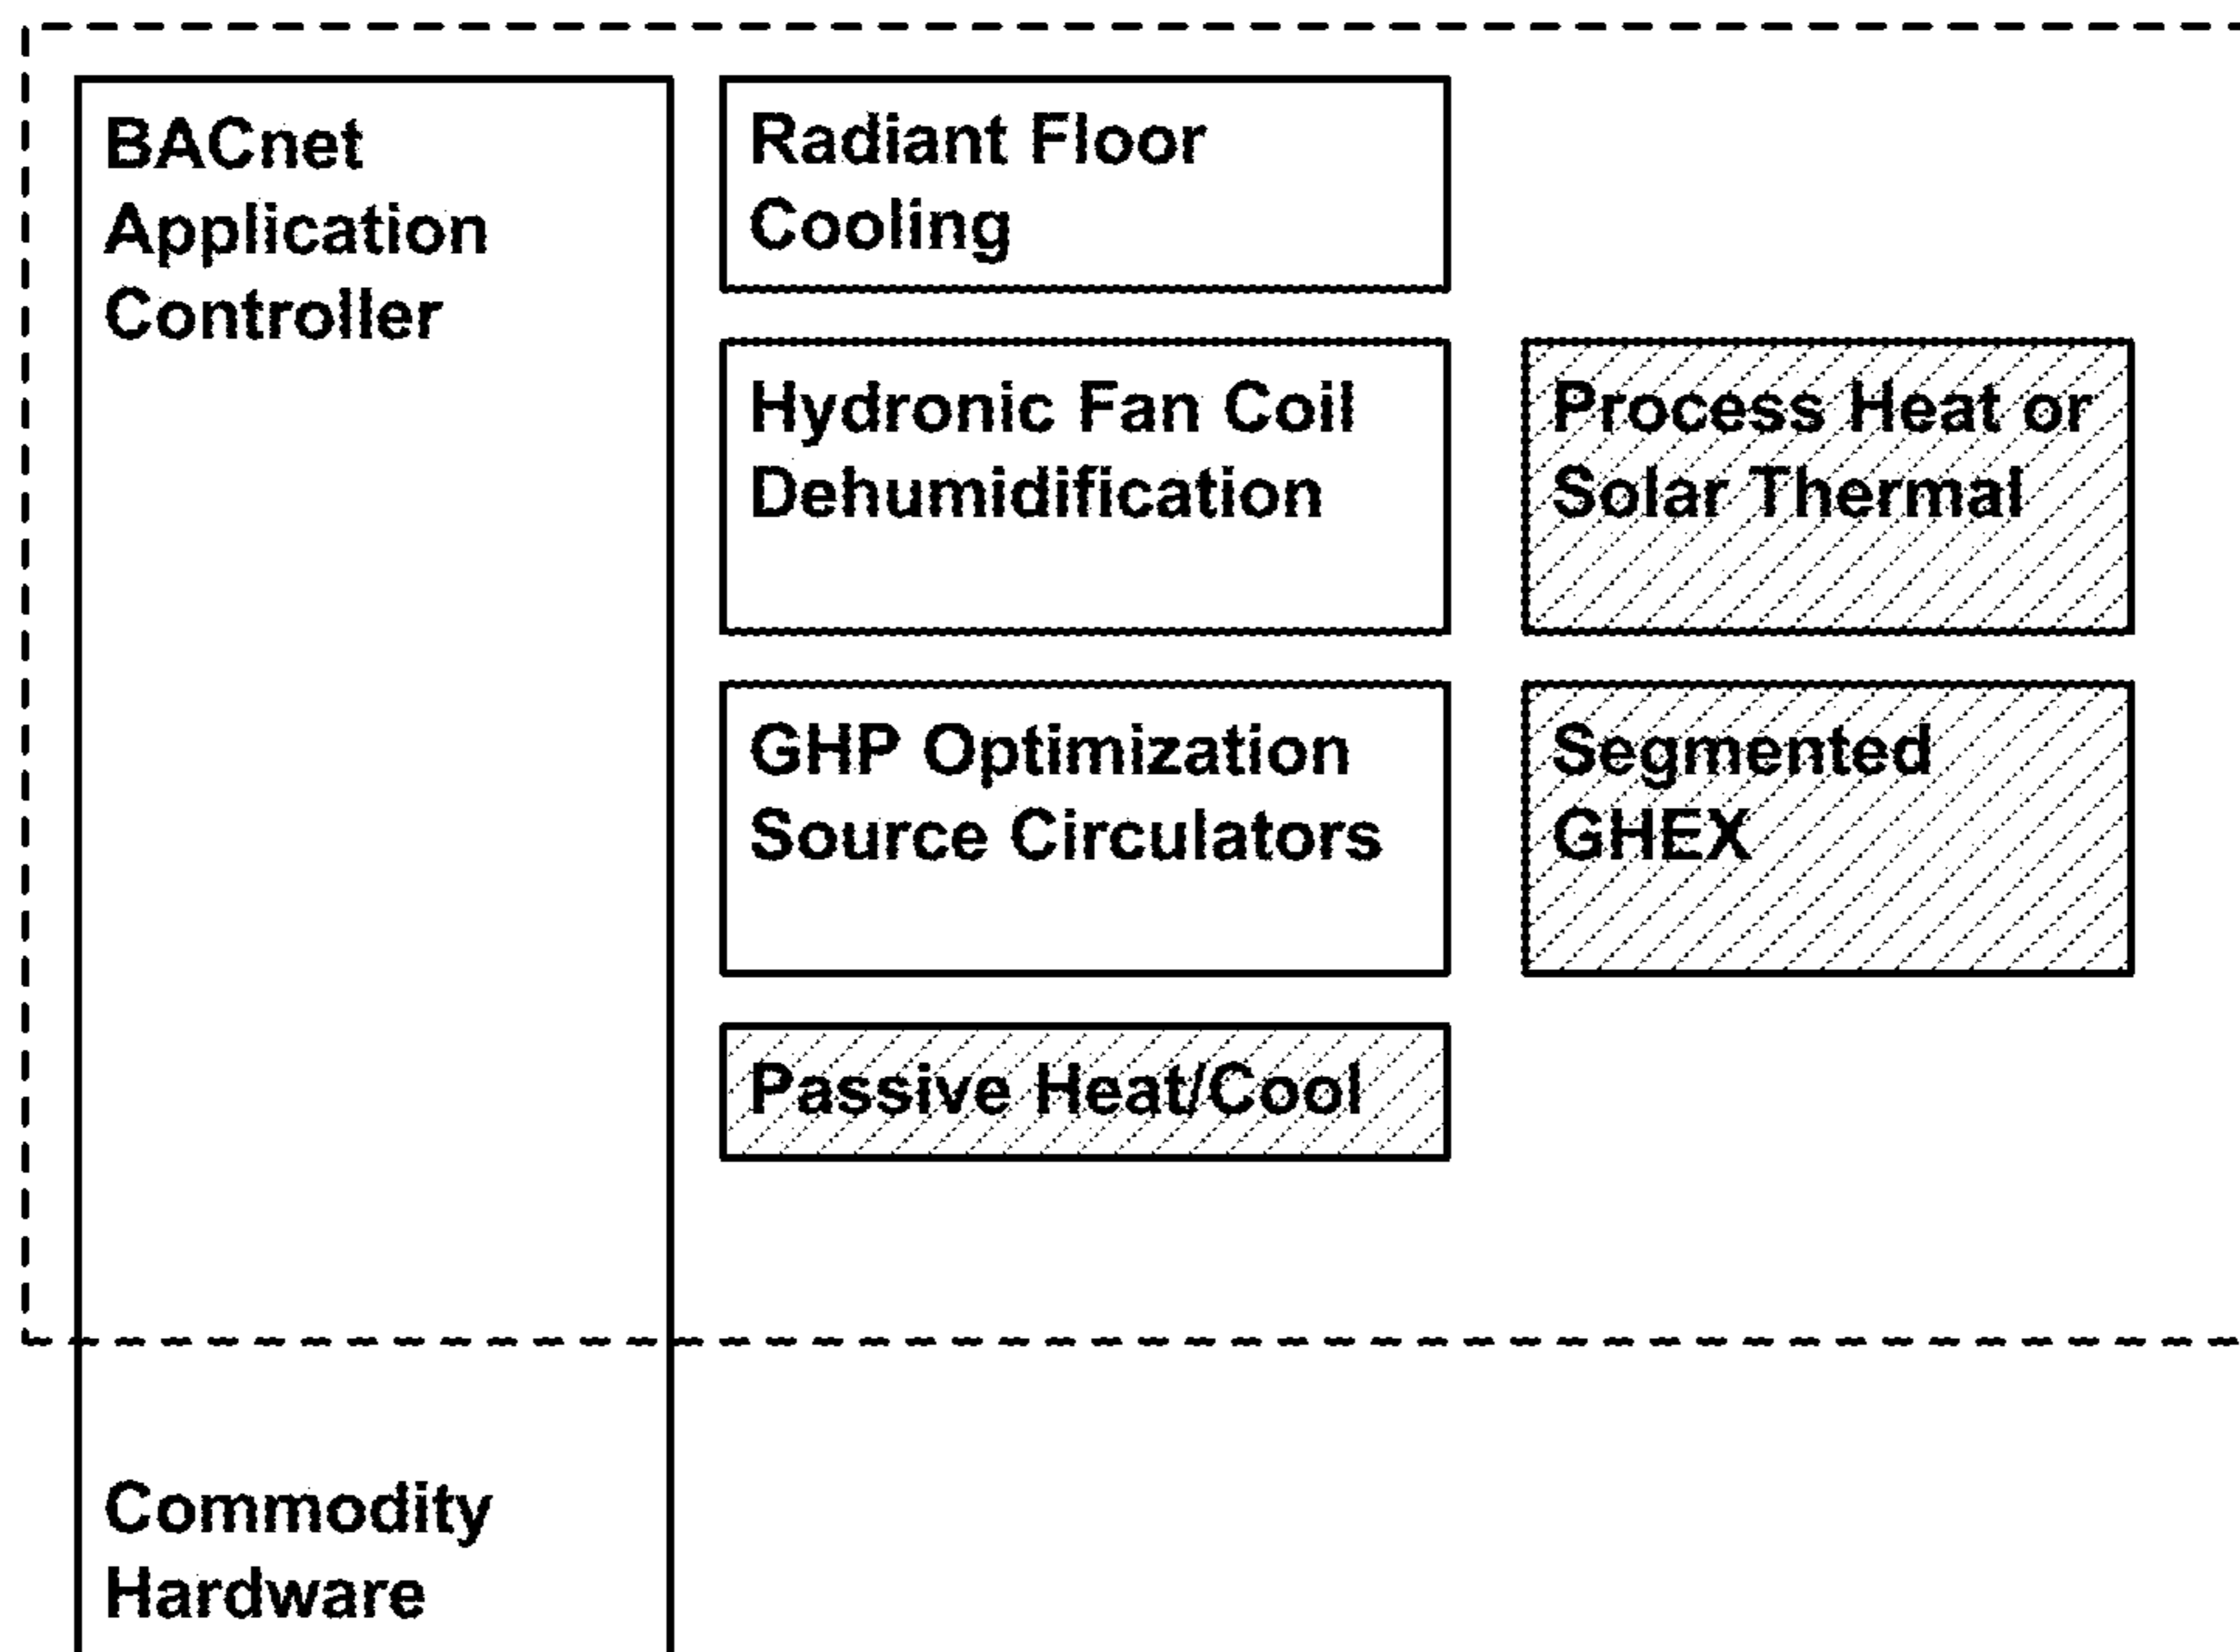 BACnet
Application
Controller
Radiant Floor
Cooling
Hydronic Fan Coil
Dehumidification
Process Heat or
Solar Thermal
GHP Optimization
Source Circulators
Segmented
GHEX
Passive Heat/Cool
Commodity
Hardware